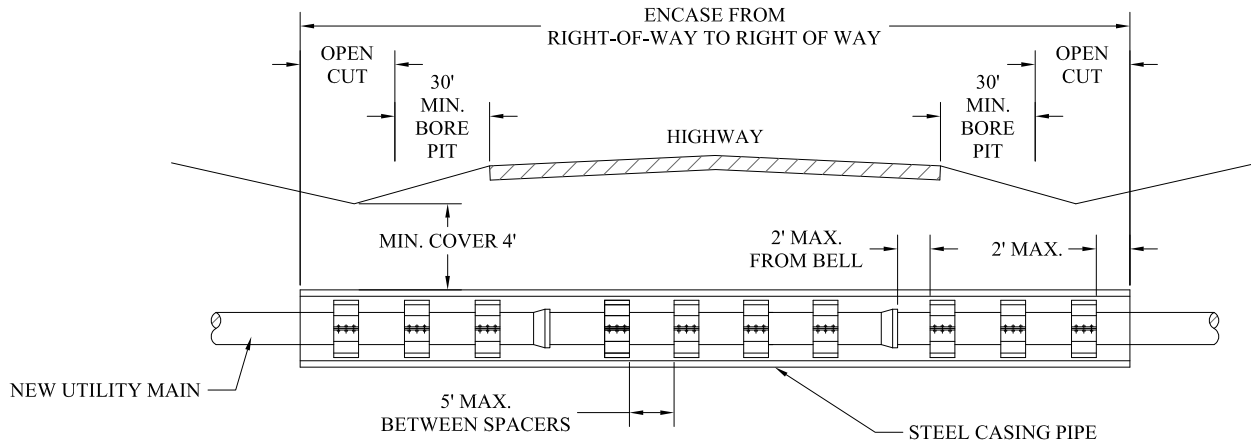 ENCASE FROM
RIGHT-OF-WAY TO RIGHT OF WAY
OPEN
CUT
30'
MIN.
BORE
PIT
HIGHWAY
30'
MIN.
BORE
PIT
OPEN
CUT
MIN. COVER 4'
2' MAX.
FROM BELL
2' MAX.
NEW UTILITY MAIN
5' MAX.
BETWEEN SPACERS
STEEL CASING PIPE